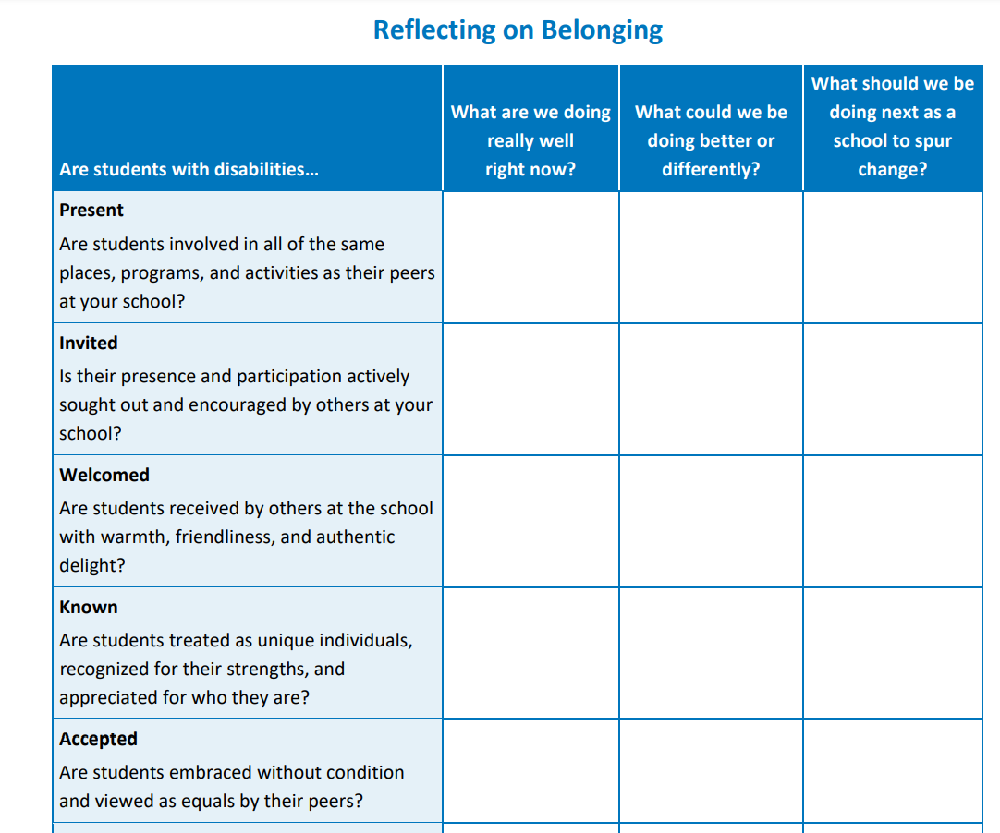 Reflecting on Belonging
Are students with disabilities...
What are we doing
really well
right now?
What could we be
doing better or
differently?
What should we be
doing next as a
school to spur
change?
Present
Are students involved in all of the same
places, programs, and activities as their peers
at your school?
Invited
Is their presence and participation actively
sought out and encouraged by others at your
school?
Welcomed
Are students received by others at the school
with warmth, friendliness, and authentic
delight?
Known
Are students treated as unique individuals,
recognized for their strengths, and
appreciated for who they are?
Accepted
Are students embraced without condition
and viewed as equals by their peers?